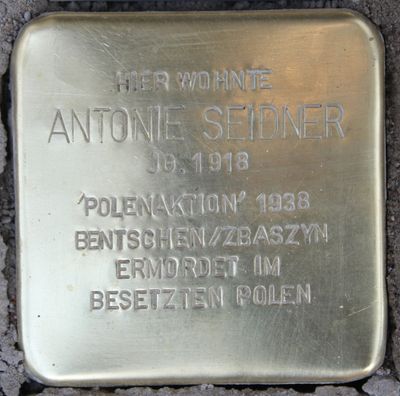 HIER WOHNTE
ANTONIE SEIDNER
JG. 1918
'POLENAKTION' 1938
BENTSCHEN//ZBASZYN
ERMORDET IM
BESETZTEN POLEN